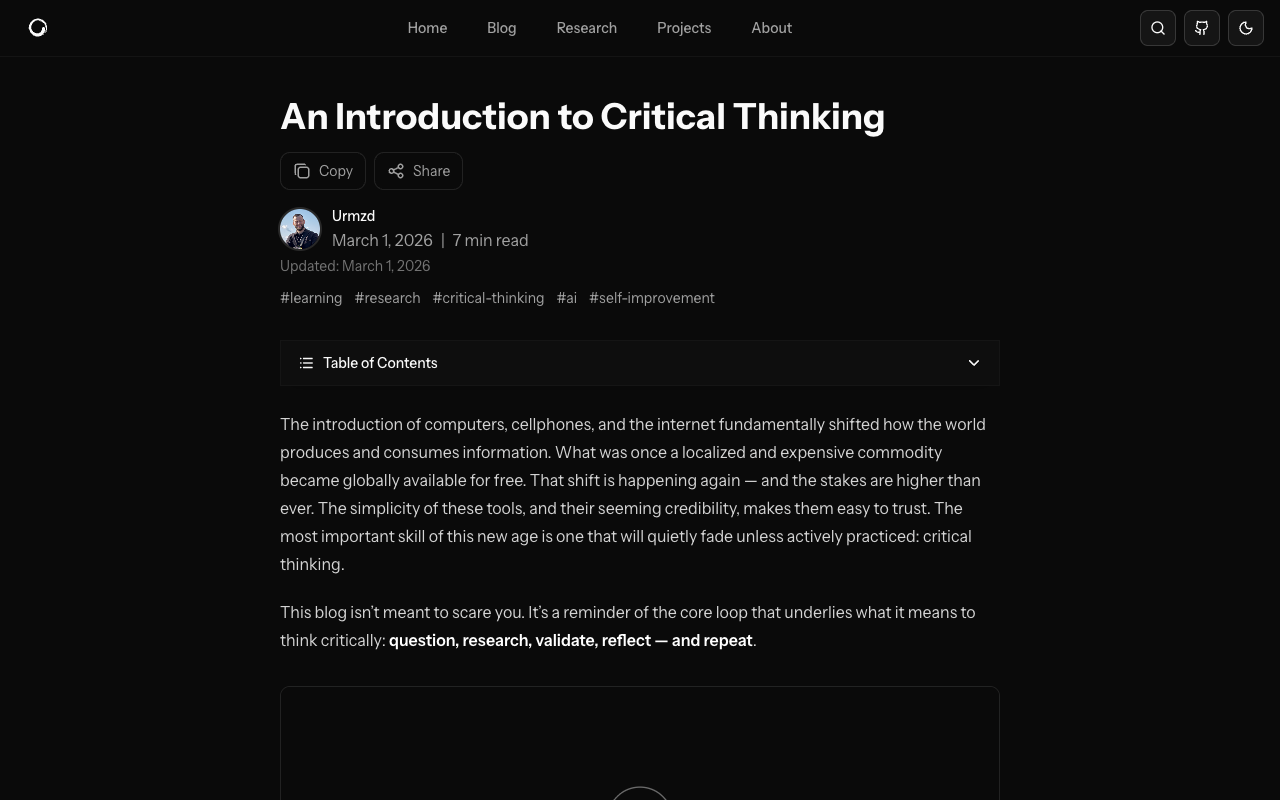 Home Blog Research Projects About
An Introduction to Critical Thinking
Copy Share
Urmzd
March 1, 2026 | 7 min read
Updated: March 1, 2026
#learning #research #critical-thinking #ai #self-improvement
Table of Contents
The introduction of computers, cellphones, and the internet fundamentally shifted how the world
produces and consumes information. What was once a localized and expensive commodity
became globally available for free. That shift is happening again — and the stakes are higher than
ever. The simplicity of these tools, and their seeming credibility, makes them easy to trust. The
most important skill of this new age is one that will quietly fade unless actively practiced: critical
thinking.
This blog isn’t meant to scare you. It’s a reminder of the core loop that underlies what it means to
think critically: question, research, validate, reflect — and repeat.